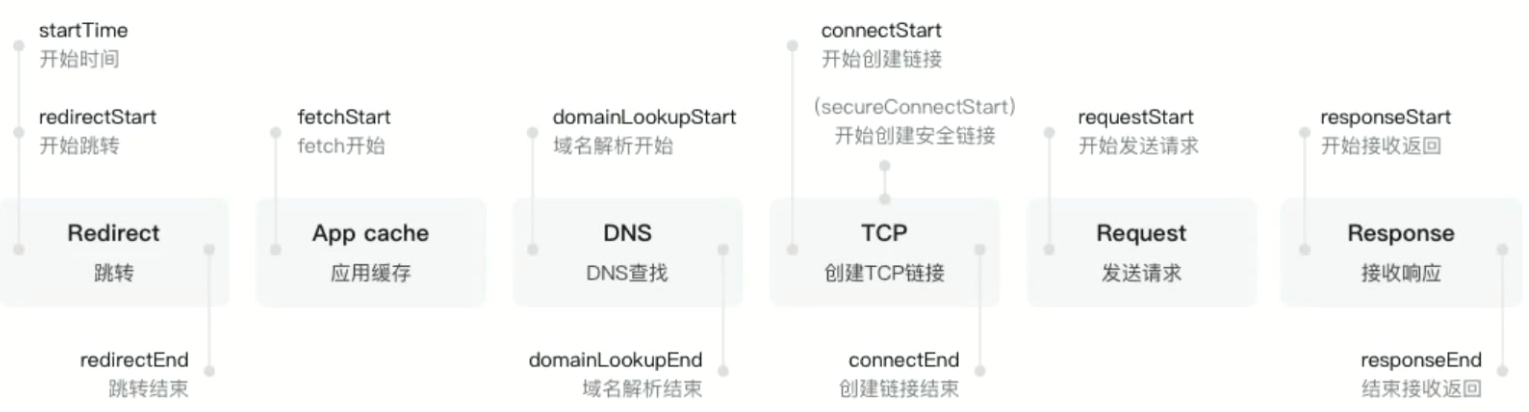 startTime
开始时间
redirectStart
开始跳转
fetchStart
fetch开始
domainLookupStart
域名解析开始
connectStart
开始创建链接
(secureConnectStart)
开始创建安全链接
requestStart
开始发送请求
responseStart
开始接收返回
Redirect
跳转
App cache
应用缓存
DNS
DNS查找
TCP
创建TCP链接
Request
发送请求
Response
接收响应
redirectEnd
跳转结束
domainLookupEnd
域名解析结束
connectEnd
创建链接结束
responseEnd
结束接收返回